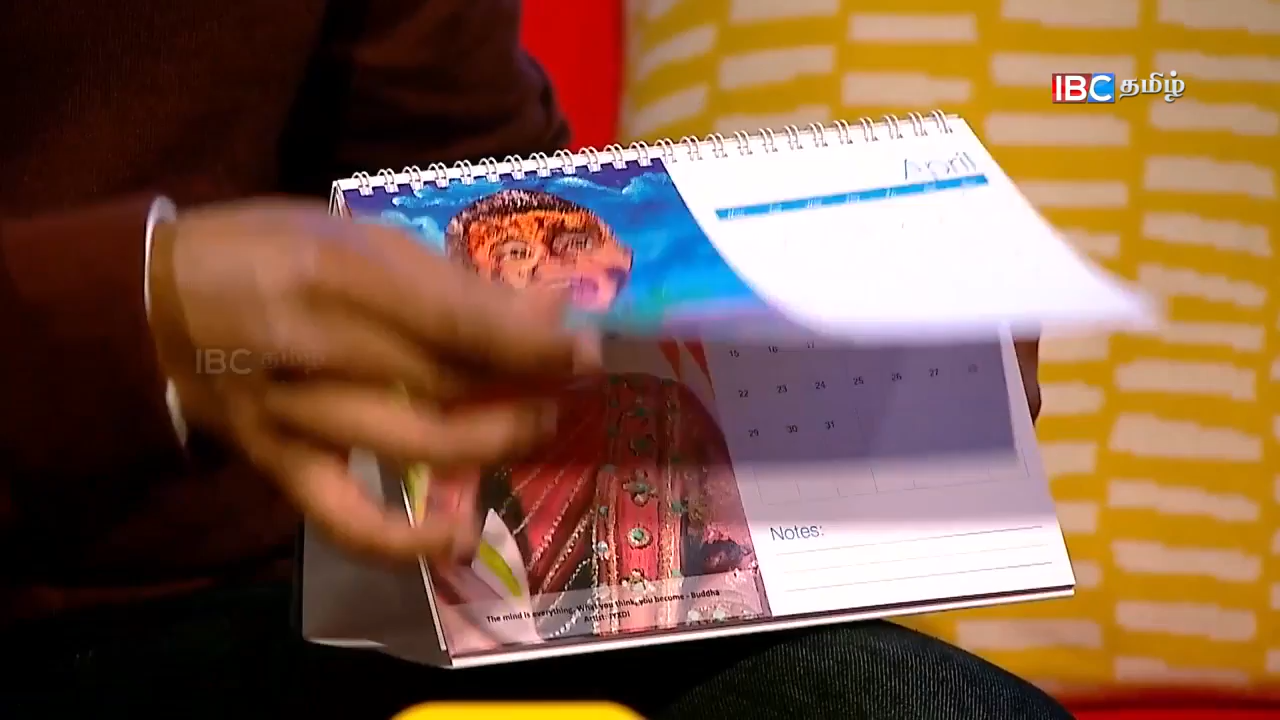 IBC தமிழ்
April
IBC தமிழ்
15 16 17
22 23 24 25 26 27 28
29 30 31
Notes:
The mind is everything. What you think, you become - Buddha